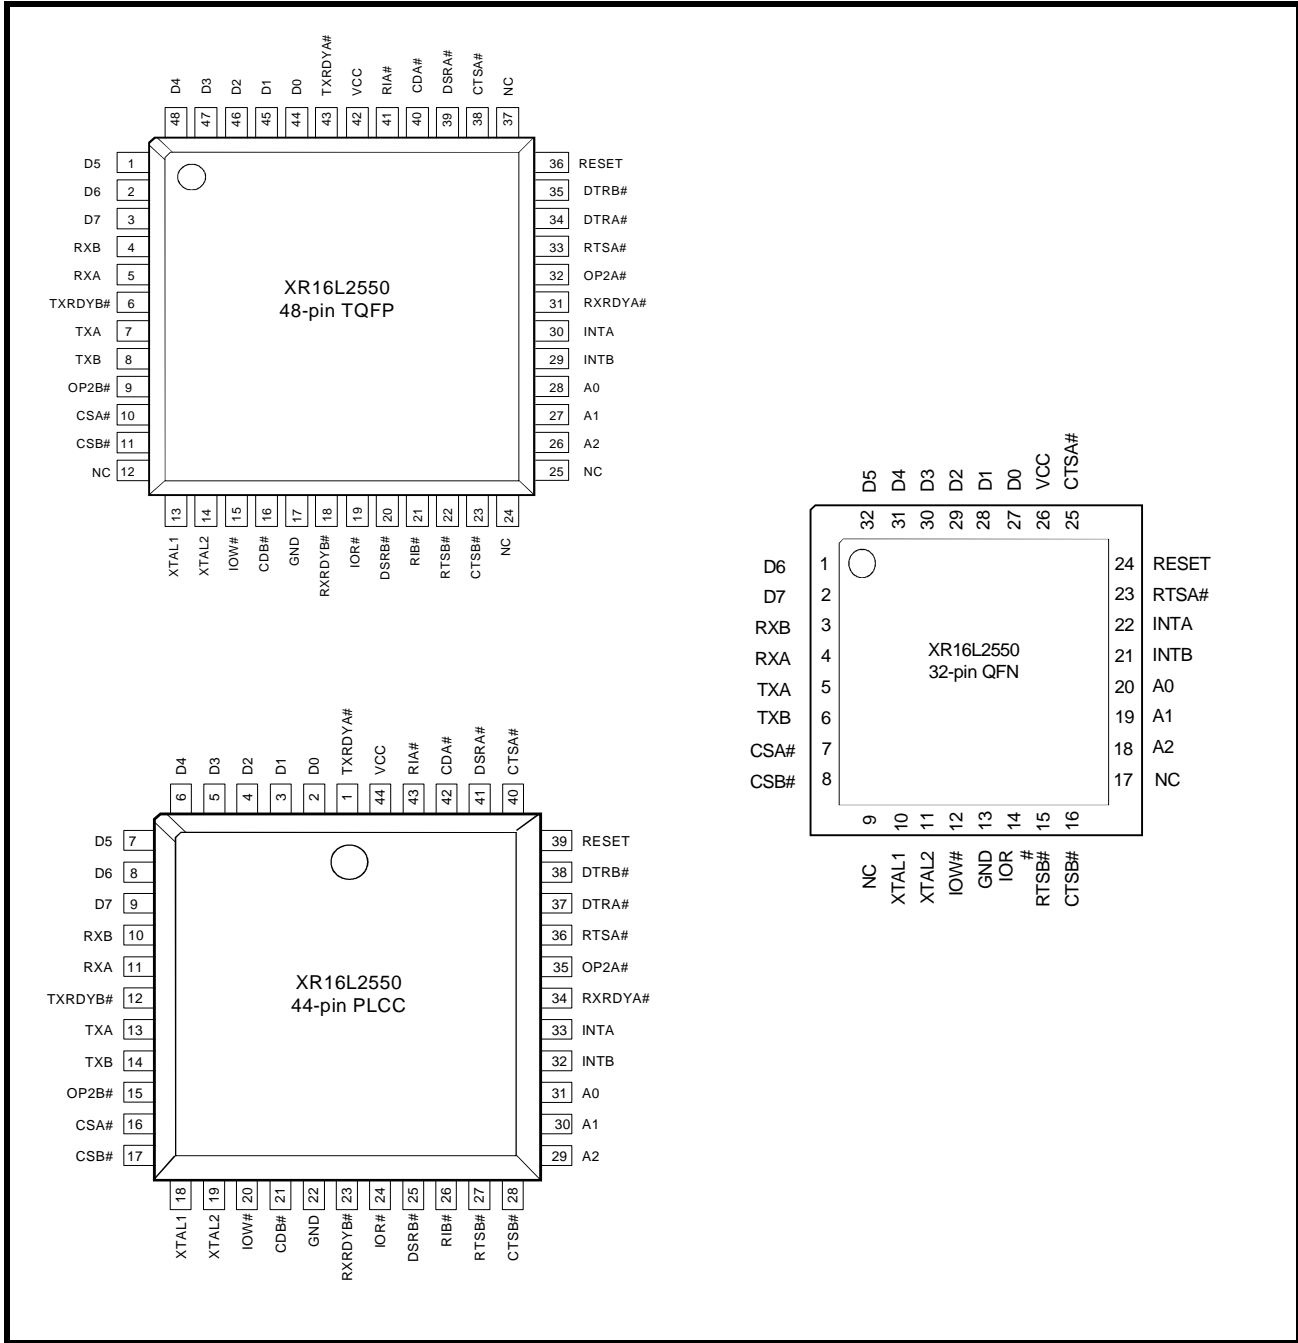 D4 D3 D2 D1 D0 TXRDYA# VCC RIA# CDA# DSRA# CTSA# NC
48 47 46 45 44 43 42 41 40 39 38 37
D5 1 36 RESET
D6 2 35 DTRB#
D7 3 34 DTRA#
RXB 4 33 RTSA#
RXA 5 32 OP2A#
TXRDYB# 6 31 RXRDYA#
TXA 7 30 INTA
TXB 8 29 INTB
OP2B# 9 28 A0
CSA# 10 27 A1
CSB# 11 26 A2
NC 12 25 NC
XR16L2550
48-pin TQFP
13 14 15 16 17 18 19 20 21 22 23 24
XTAL1 XTAL2 IOW# CDB# GND RXRDYB# IOR# DSRB# RIB# RTSB# CTSB# NC
D5 D4 D3 D2 D1 D0 VCC CTSA#
32 31 30 29 28 27 26 25
D6 1 24 RESET
D7 2 23 RTSA#
RXB 3 22 INTA
RXA 4 21 INTB
TXA 5 20 A0
TXB 6 19 A1
CSA# 7 18 A2
CSB# 8 17 NC
XR16L2550
32-pin QFN
9 10 11 12 13 14 15 16
NC XTAL1 XTAL2 IOW# GND IOR # RTSB# CTSB#
D4 D3 D2 D1 D0 TXRDYA# VCC RIA# CDA# DSRA# CTSA#
6 5 4 3 2 1 44 43 42 41 40
D5 7 39 RESET
D6 8 38 DTRB#
D7 9 37 DTRA#
RXB 10 36 RTSA#
RXA 11 35 OP2A#
TXRDYB# 12 34 RXRDYA#
TXA 13 33 INTA
TXB 14 32 INTB
OP2B# 15 31 A0
CSA# 16 30 A1
CSB# 17 29 A2
XR16L2550
44-pin PLCC
18 19 20 21 22 23 24 25 26 27 28
XTAL1 XTAL2 IOW# CDB# GND RXRDYB# IOR# DSRB# RIB# RTSB# CTSB#